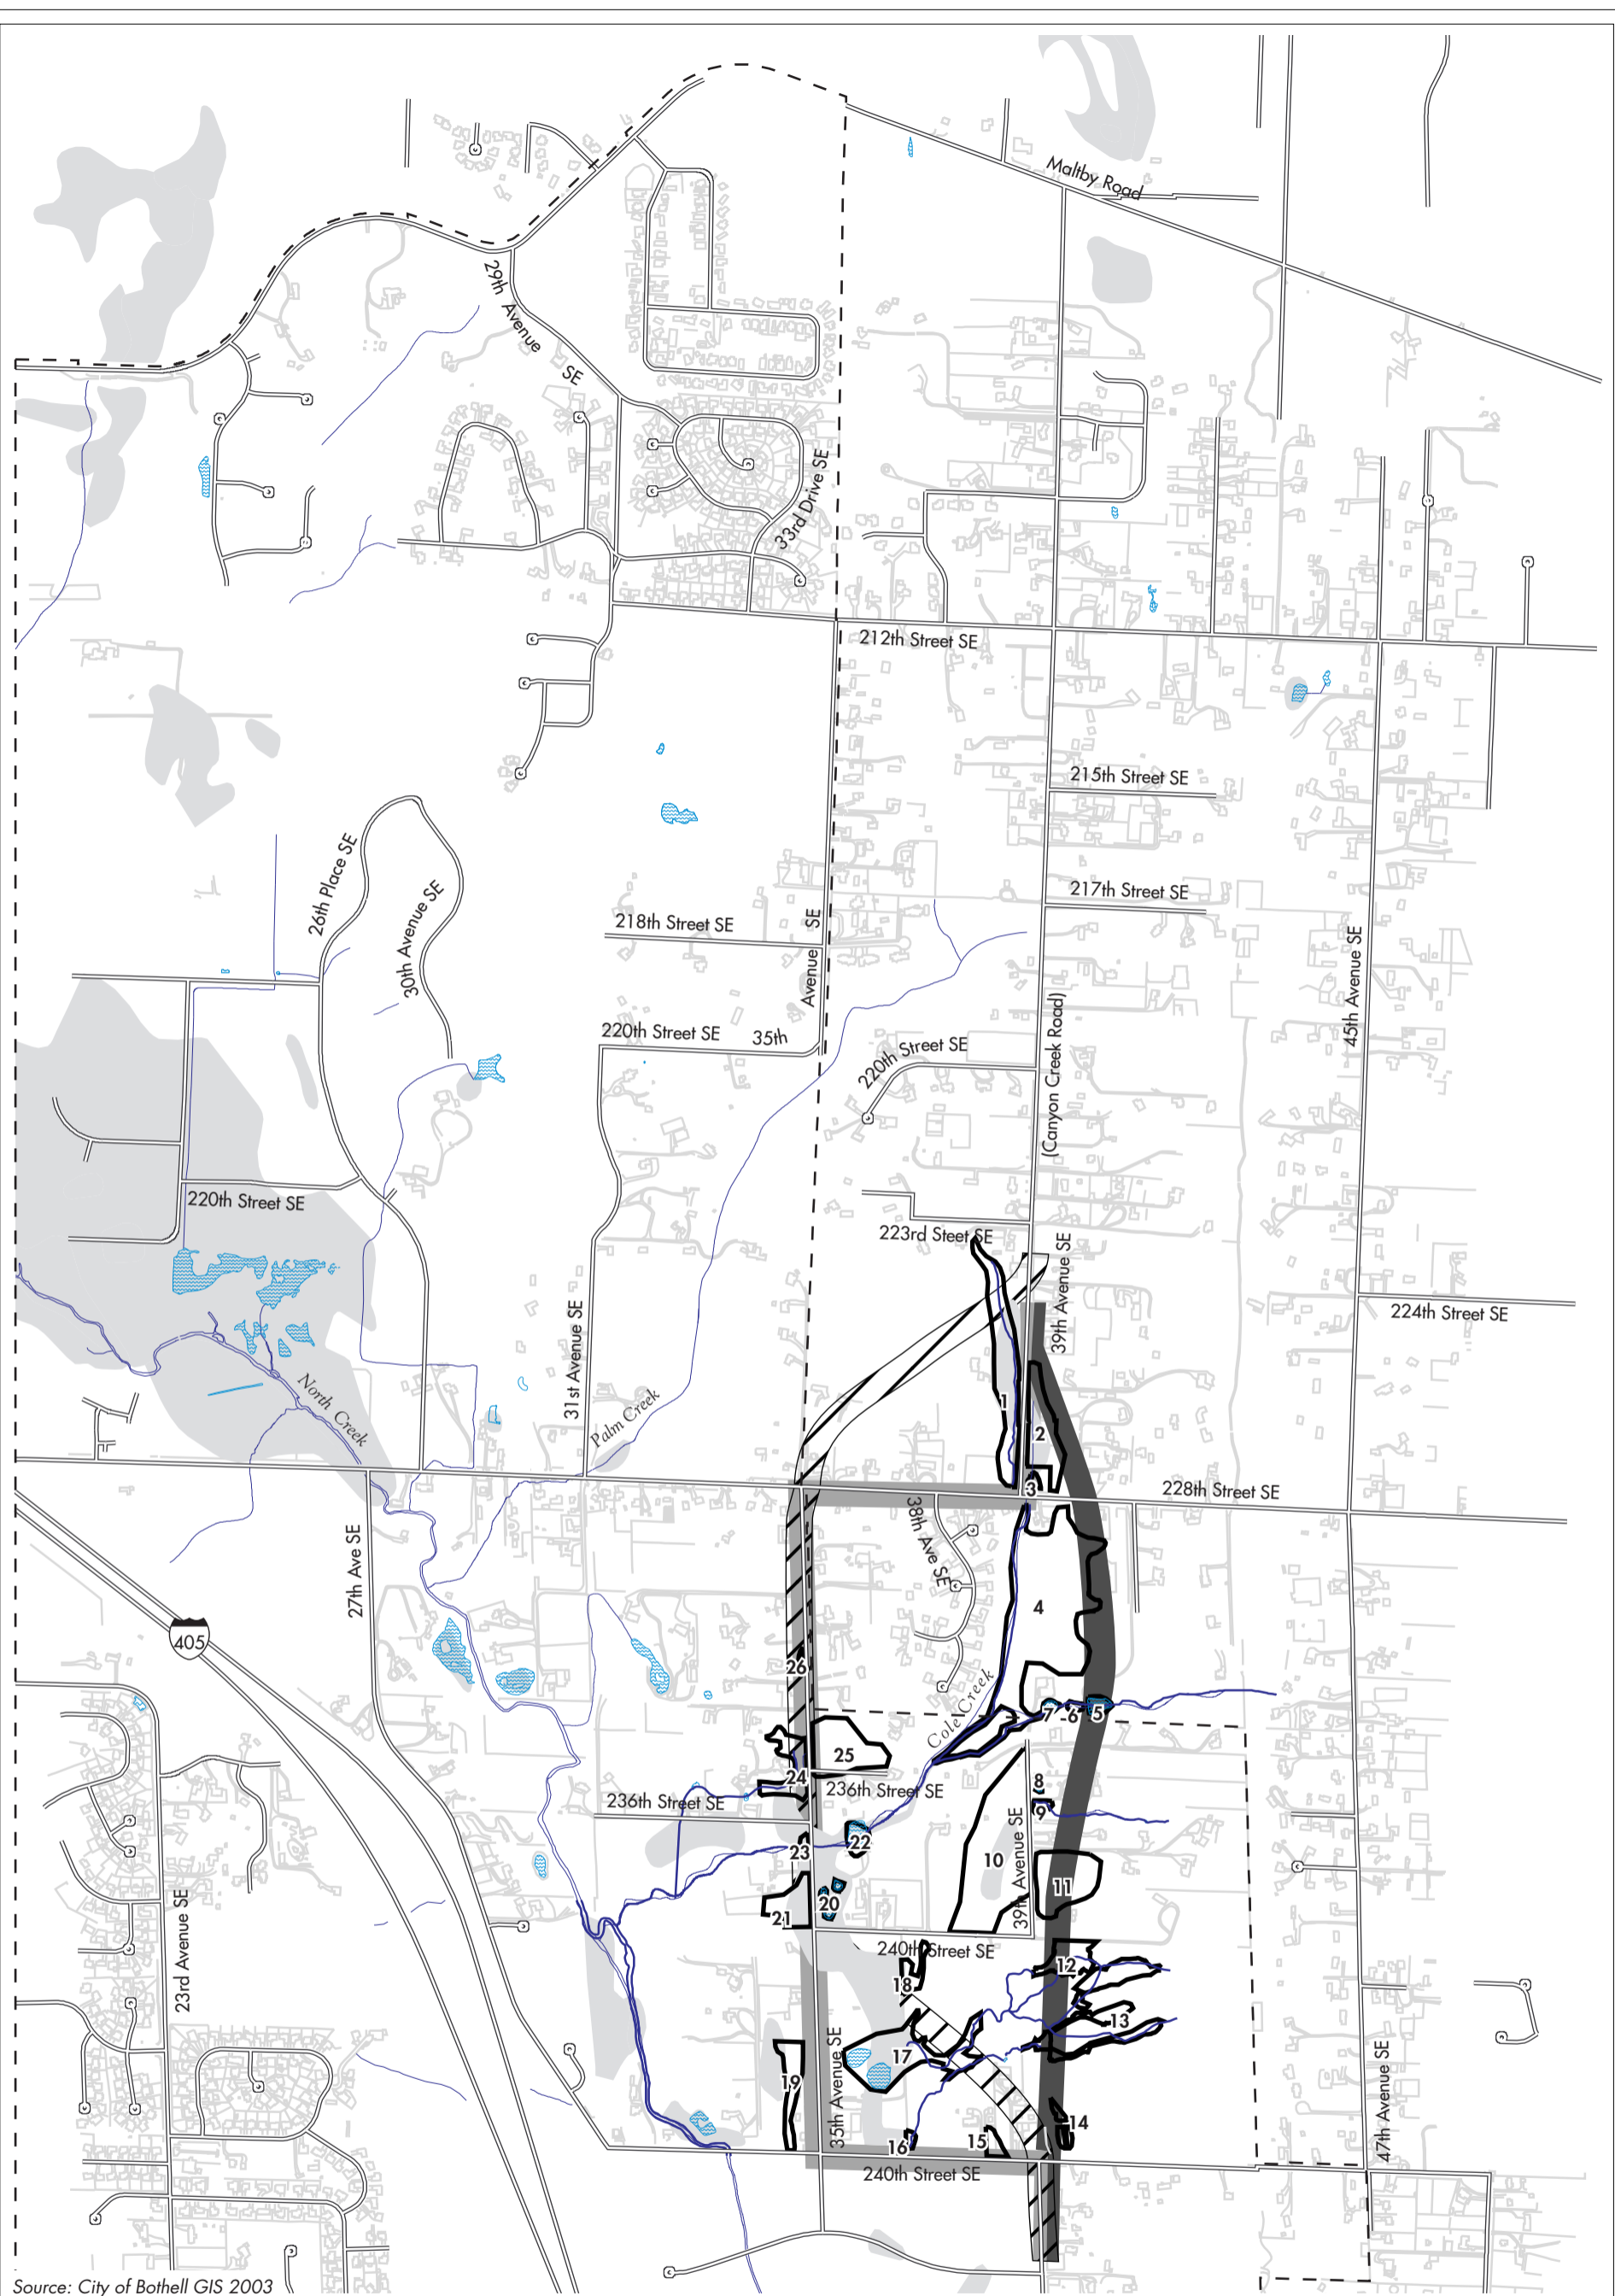 Maltby Road
29th Avenue
SE
33rd Drive SE
212th Street SE
215th Street SE
26th Place SE
30th Avenue SE
217th Street SE
218th Street SE
Avenue SE
45th Avenue SE
(Canyon Creek Road)
220th Street SE
35th
220th Street SE
220th Street SE
223rd Steet SE
39th Avenue SE
31st Avenue SE
224th Street SE
North Creek
Palm Creek
1
2
3
228th Street SE
38th Ave SE
27th Ave SE
4
405
26
Cole Creek
7
6
5
25
24
236th Street SE
236th Street SE
8
9
39th Avenue SE
22
23
10
11
20
21
23rd Avenue SE
240th Street SE
12
18
13
17
19
35th Avenue SE
47th Avenue SE
14
15
16
240th Street SE
Source: City of Bothell GIS 2003